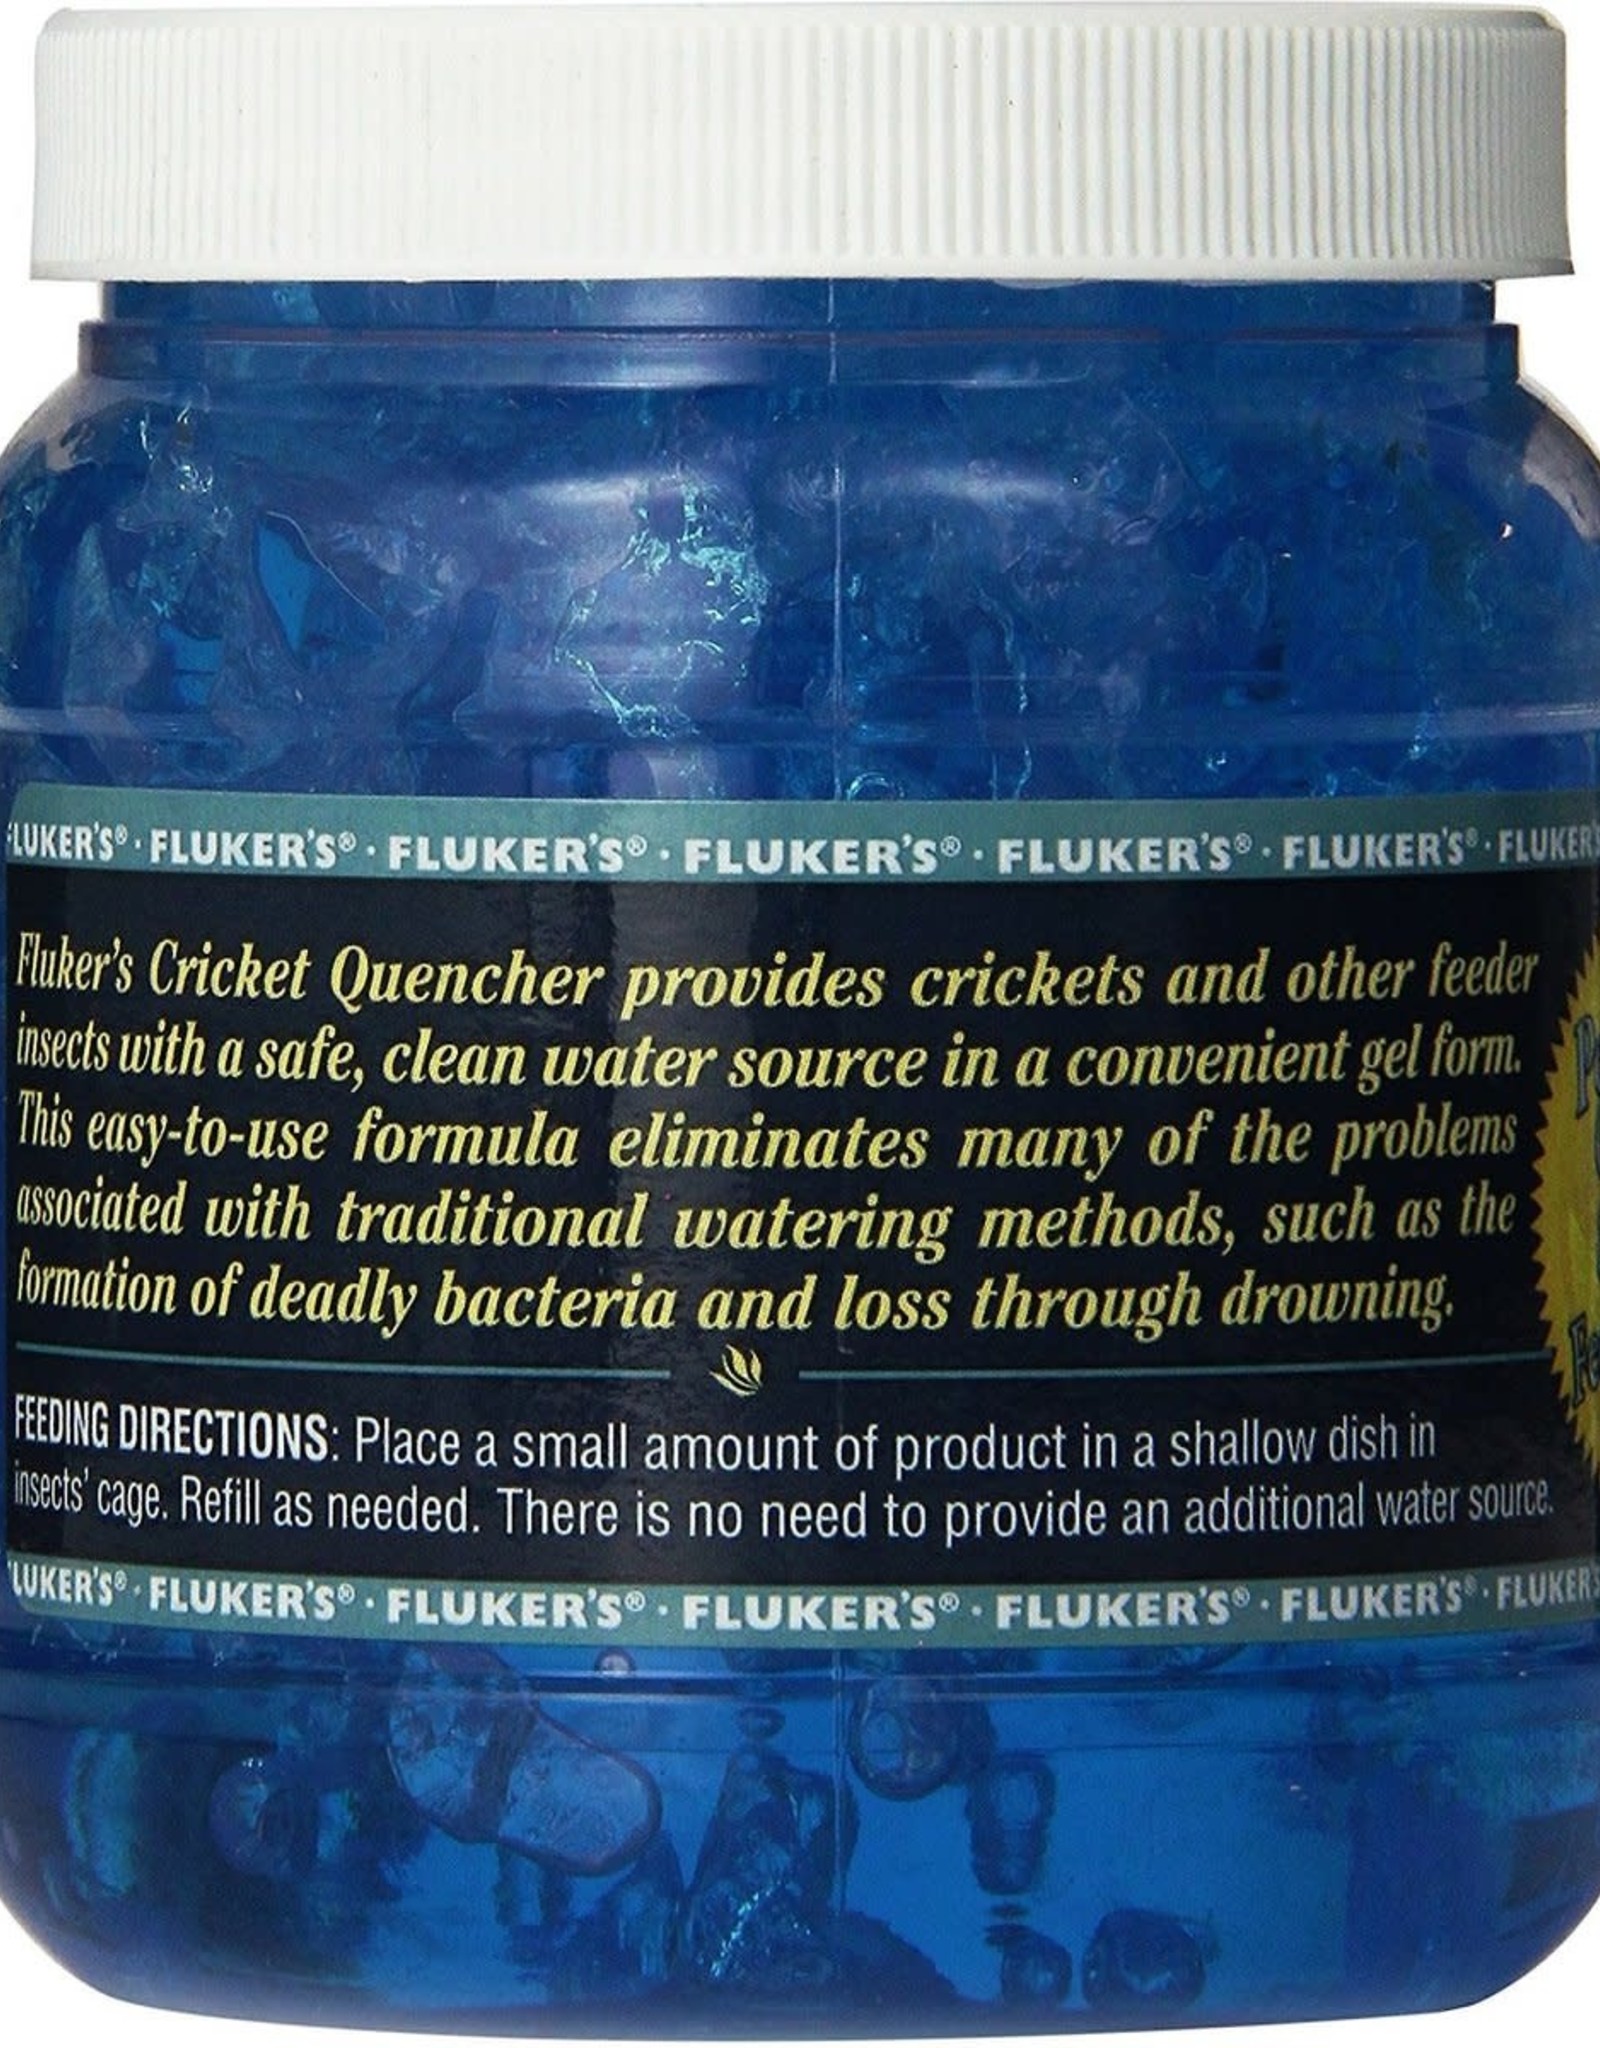 FLUKER'S® · FLUKER'S® · FLUKER'S® · FLUKER'S® · FLUKER'S® · FLUKER'S® · FLUKER'S
Fluker's Cricket Quencher provides crickets and other feeder
insects with a safe, clean water source in a convenient gel form.
This easy-to-use formula eliminates many of the problems
associated with traditional watering methods, such as the
formation of deadly bacteria and loss through drowning.
FEEDING DIRECTIONS: Place a small amount of product in a shallow dish in
insects' cage. Refill as needed. There is no need to provide an additional water source.
LUKER'S® · FLUKER'S® · FLUKER'S® · FLUKER'S® · FLUKER'S® · FLUKER'S® · FLUKER'S